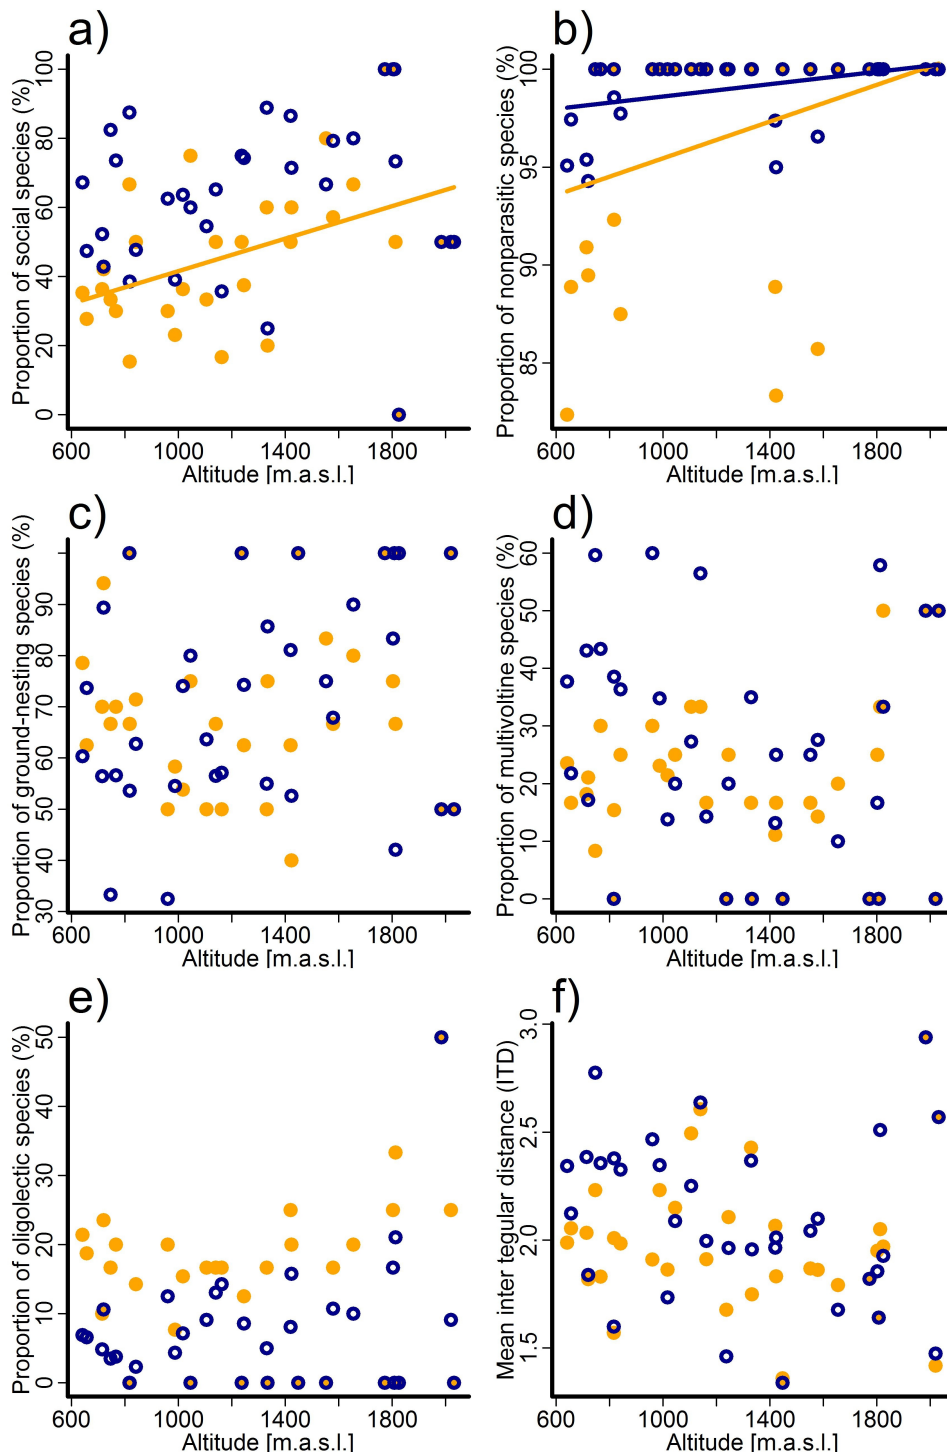 a)
Proportion of social species (%)
0 20 40 60 80 100
600 1000 1400 1800
Altitude [m.a.s.l.]
b)
Proportion of nonparasitic species (%)
85 90 95 100
600 1000 1400 1800
Altitude [m.a.s.l.]
c)
Proportion of ground-nesting species (%)
30 40 50 60 70 80 90
600 1000 1400 1800
Altitude [m.a.s.l.]
d)
Proportion of multivoltine species (%)
0 10 20 30 40 50 60
600 1000 1400 1800
Altitude [m.a.s.l.]
e)
Proportion of oligolectic species (%)
0 10 20 30 40 50
600 1000 1400 1800
Altitude [m.a.s.l.]
f)
Mean inter tegular distance (ITD)
1.5 2.0 2.5 3.0
600 1000 1400 1800
Altitude [m.a.s.l.]